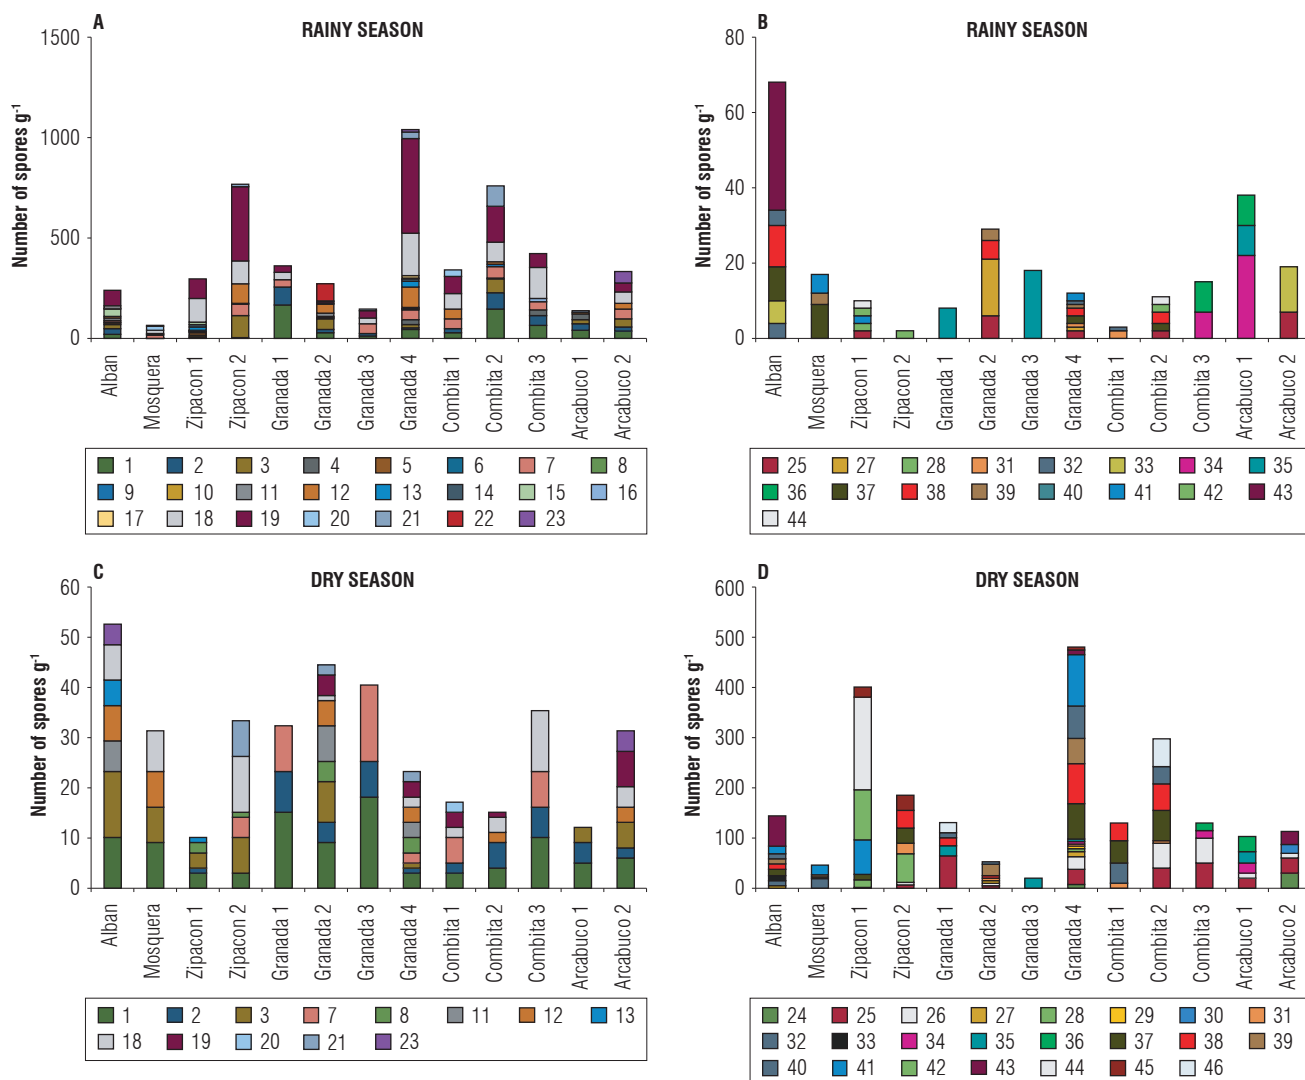 A
RAINY SEASON
Number of spores g-1
1500
1000
500
0
Alban
Mosquera
Zipacon 1
Zipacon 2
Granada 1
Granada 2
Granada 3
Granada 4
Combita 1
Combita 2
Combita 3
Arcabuco 1
Arcabuco 2
1 2 3 4 5 6 7 8
9 10 11 12 13 14 15 16
17 18 19 20 21 22 23
B
RAINY SEASON
Number of spores g-1
80
60
40
20
0
Alban
Mosquera
Zipacon 1
Zipacon 2
Granada 1
Granada 2
Granada 3
Granada 4
Combita 1
Combita 2
Combita 3
Arcabuco 1
Arcabuco 2
25 27 28 31 32 33 34 35
36 37 38 39 40 41 42 43
44
C
DRY SEASON
Number of spores g-1
60
50
40
30
20
10
0
Alban
Mosquera
Zipacon 1
Zipacon 2
Granada 1
Granada 2
Granada 3
Granada 4
Combita 1
Combita 2
Combita 3
Arcabuco 1
Arcabuco 2
1 2 3 7 8 11 12 13
18 19 20 21 23
D
DRY SEASON
Number of spores g-1
600
500
400
300
200
100
0
Alban
Mosquera
Zipacon 1
Zipacon 2
Granada 1
Granada 2
Granada 3
Granada 4
Combita 1
Combita 2
Combita 3
Arcabuco 1
Arcabuco 2
24 25 26 27 28 29 30 31
32 33 34 35 36 37 38 39
40 41 42 43 44 45 46